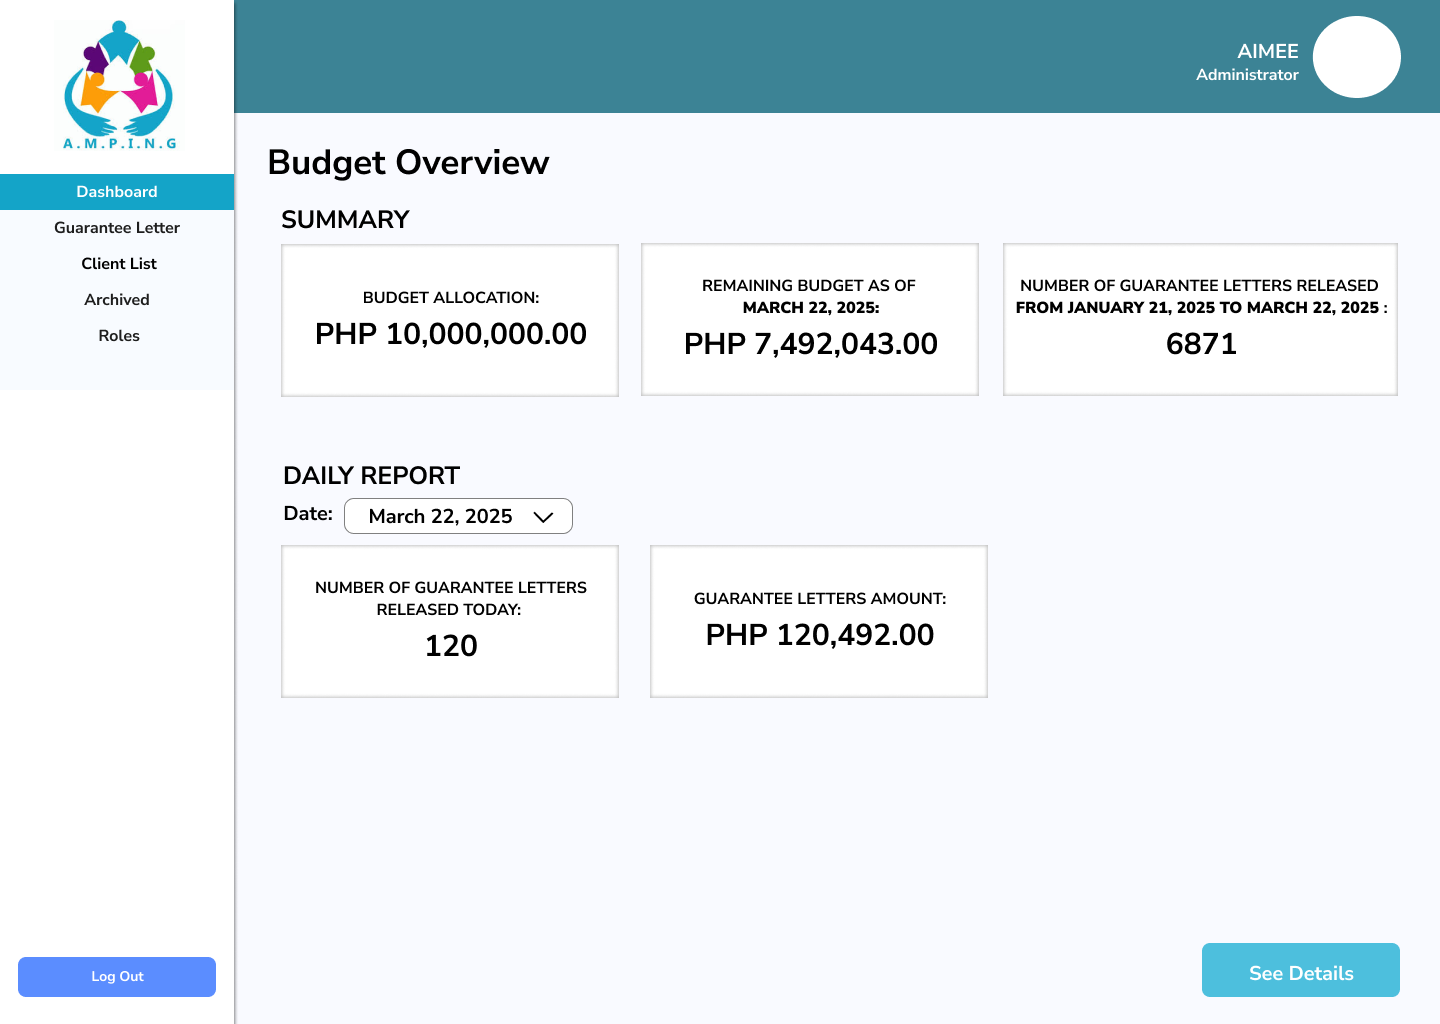 A.M.P.I.N.G
AIMEE
Administrator
Dashboard
Guarantee Letter
Client List
Archived
Roles
Log Out
Budget Overview
SUMMARY
BUDGET ALLOCATION:
PHP 10,000,000.00
REMAINING BUDGET AS OF
MARCH 22, 2025:
PHP 7,492,043.00
NUMBER OF GUARANTEE LETTERS RELEASED
FROM JANUARY 21, 2025 TO MARCH 22, 2025 :
6871
DAILY REPORT
Date: March 22, 2025
NUMBER OF GUARANTEE LETTERS
RELEASED TODAY:
120
GUARANTEE LETTERS AMOUNT:
PHP 120,492.00
See Details